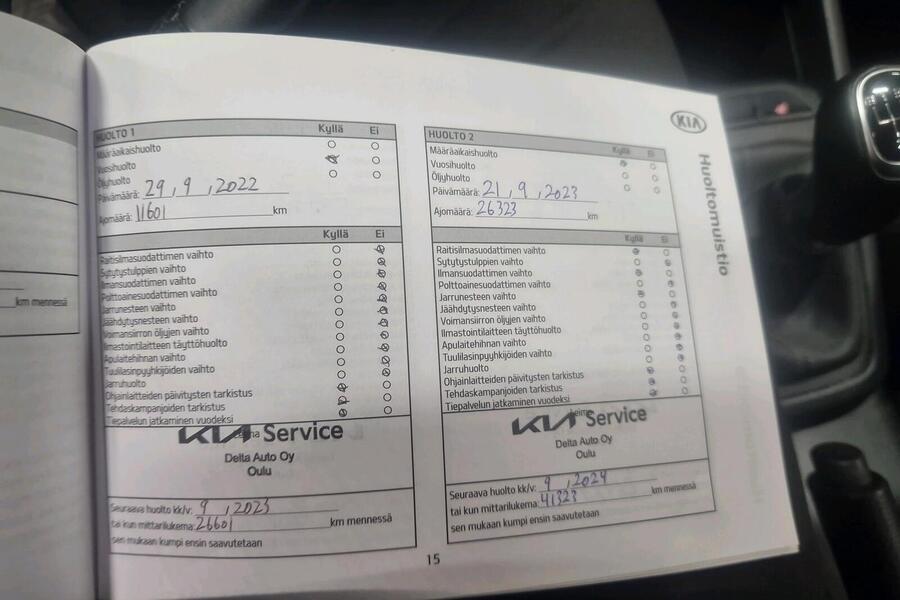 km mennessä
HUOLTO 1 Kyllä Ei
Määräaikaishuolto
Vuosihuolto
Öljyhuolto
Päivämäärä: 29, 9, 2022
Ajomäärä: 11601 km
Kyllä Ei
Raitisilmasuodattimen vaihto
Sytytystulppien vaihto
Ilmansuodattimen vaihto
Polttoainesuodattimen vaihto
Jarrunesteen vaihto
Jäähdytysnesteen vaihto
Voimansiirron öljyjen vaihto
Ilmastointilaitteen täyttöhuolto
Apulaitehihnan vaihto
Tuulilasinpyyhkijöiden vaihto
Jarruhuolto
Ohjainlaitteiden päivitysten tarkistus
Tehdaskampanjoiden tarkistus
Tiepalvelun jatkaminen vuodeksi
KIA Service
Delta Auto Oy
Oulu
Seuraava huolto kk/v: 9, 2023
tai kun mittarilukema: 26601 km mennessä
sen mukaan kumpi ensin saavutetaan
HUOLTO 2 Kyllä Ei
Määräaikaishuolto
Vuosihuolto
Öljyhuolto
Päivämäärä: 21, 9, 2023
Ajomäärä: 26323 km
Kyllä Ei
Raitisilmasuodattimen vaihto
Sytytystulppien vaihto
Ilmansuodattimen vaihto
Polttoainesuodattimen vaihto
Jarrunesteen vaihto
Jäähdytysnesteen vaihto
Voimansiirron öljyjen vaihto
Ilmastointilaitteen täyttöhuolto
Apulaitehihnan vaihto
Tuulilasinpyyhkijöiden vaihto
Jarruhuolto
Ohjainlaitteiden päivitysten tarkistus
Tehdaskampanjoiden tarkistus
Tiepalvelun jatkaminen vuodeksi
Leima
KIA Service
Delta Auto Oy
Oulu
Seuraava huolto kk/v: 9, 2024
tai kun mittarilukema: 41323 km mennessä
sen mukaan kumpi ensin saavutetaan
KIA
Huoltomuistio
15